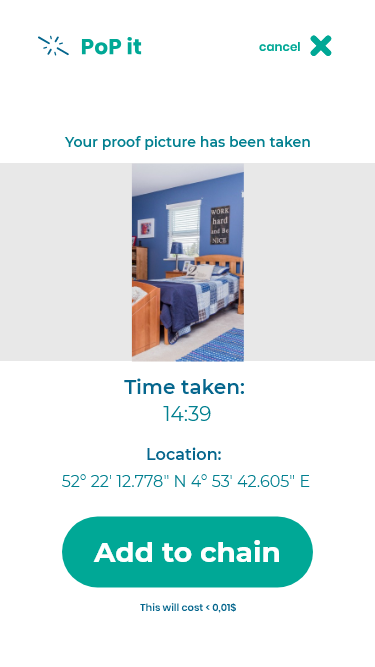 PoP it
cancel
Your proof picture has been taken
WORK
hard
and Be
NICE
Time taken:
14:39
Location:
52° 22' 12.778" N 4° 53' 42.605" E
Add to chain
This will cost < 0,01$